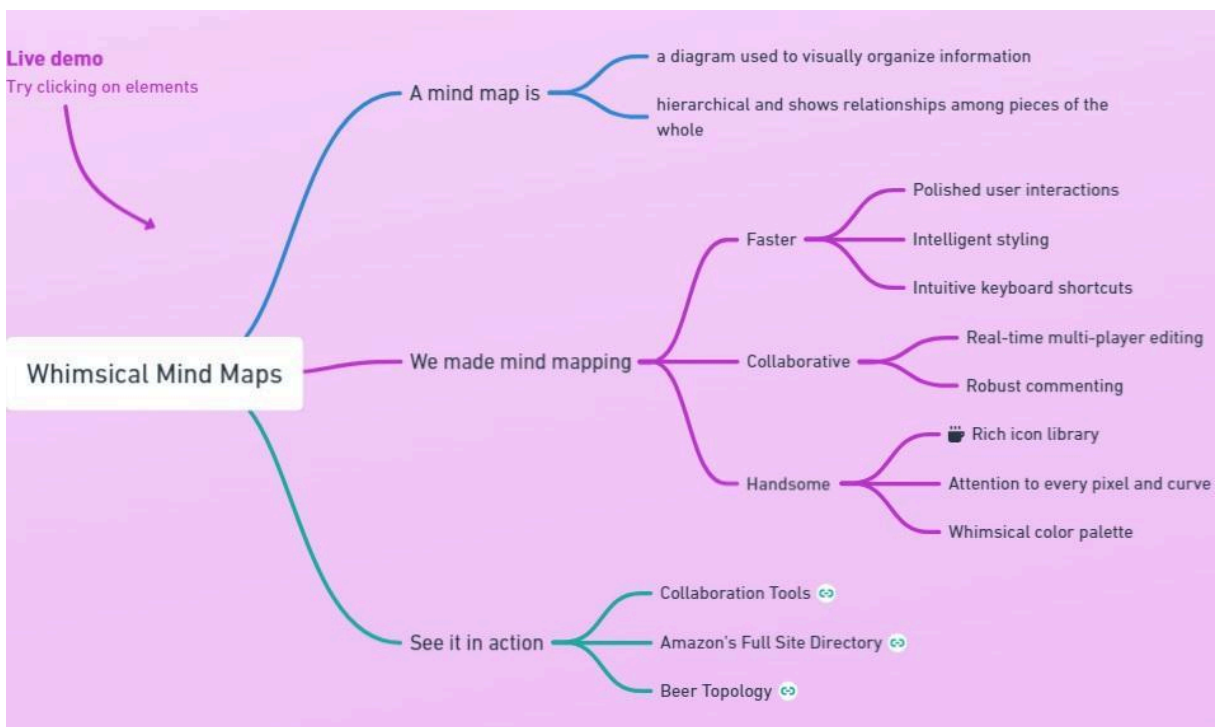 Live demo
Try clicking on elements
Whimsical Mind Maps
A mind map is
a diagram used to visually organize information
hierarchical and shows relationships among pieces of the
whole
We made mind mapping
Faster
Polished user interactions
Intelligent styling
Intuitive keyboard shortcuts
Collaborative
Real-time multi-player editing
Robust commenting
Handsome
Rich icon library
Attention to every pixel and curve
Whimsical color palette
See it in action
Collaboration Tools
Amazon's Full Site Directory
Beer Topology